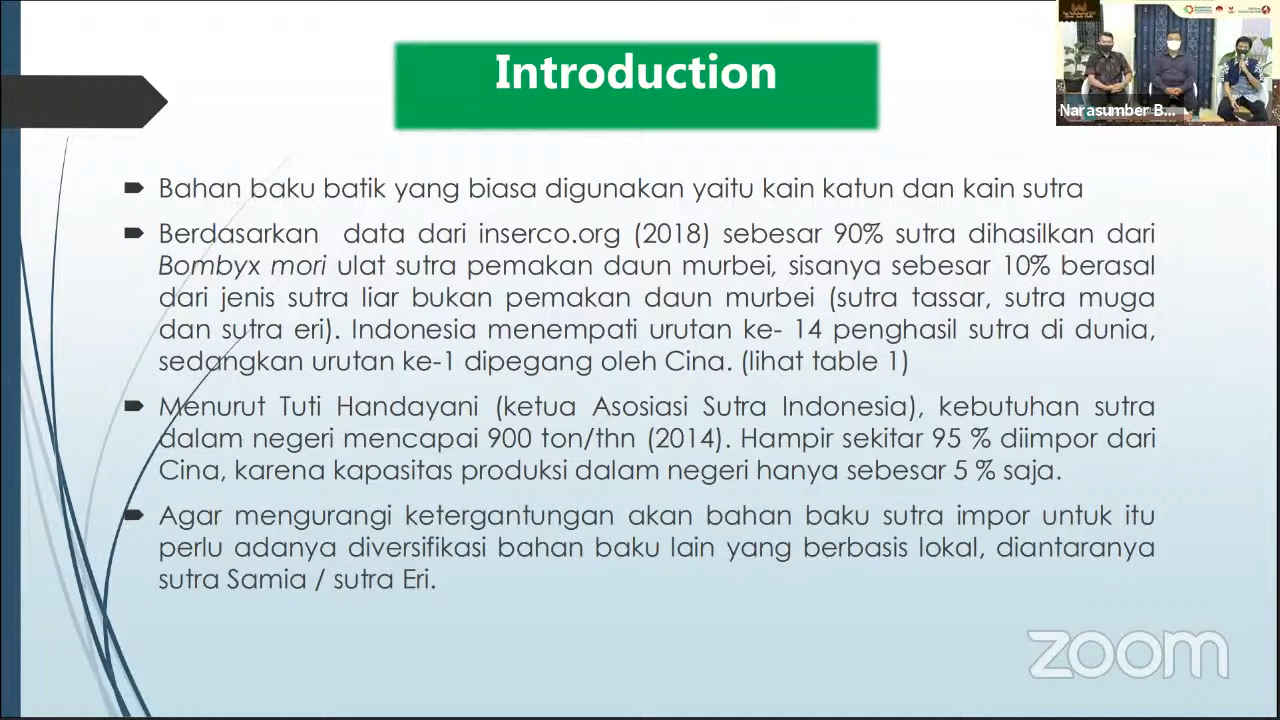 Introduction
Narasumber B...
Bahan baku batik yang biasa digunakan yaitu kain katun dan kain sutra
Berdasarkan data dari inserco.org (2018) sebesar 90% sutra dihasilkan dari
Bombyx mori ulat sutra pemakan daun murbei, sisanya sebesar 10% berasal
dari jenis sutra liar bukan pemakan daun murbei (sutra tassar, sutra muga
dan sutra eri). Indonesia menempati urutan ke- 14 penghasil sutra di dunia,
sedangkan urutan ke-1 dipegang oleh Cina. (lihat table 1)
Menurut Tuti Handayani (ketua Asosiasi Sutra Indonesia), kebutuhan sutra
dalam negeri mencapai 900 ton/thn (2014). Hampir sekitar 95 % diimpor dari
Cina, karena kapasitas produksi dalam negeri hanya sebesar 5 % saja.
Agar mengurangi ketergantungan akan bahan baku sutra impor untuk itu
perlu adanya diversifikasi bahan baku lain yang berbasis lokal, diantaranya
sutra Samia / sutra Eri.
zoom